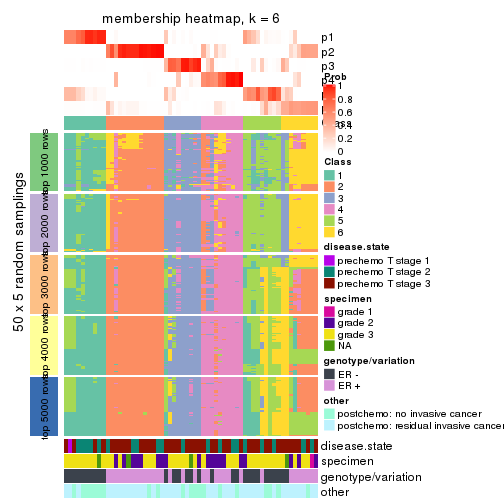 membership heatmap, k = 6
p1
p2
p3
p4
Prob
1
0.8
0.6
0.4
0.2
0
Class
1
2
3
4
5
6
disease.state
prechemo T stage 1
prechemo T stage 2
prechemo T stage 3
specimen
grade 1
grade 2
grade 3
NA
genotype/variation
ER -
ER +
other
postchemo: no invasive cancer
postchemo: residual invasive cancer
50 x 5 random samplings
top 1000 rows
top 2000 rows
top 3000 rows
top 4000 rows
top 5000 rows
disease.state
specimen
genotype/variation
other